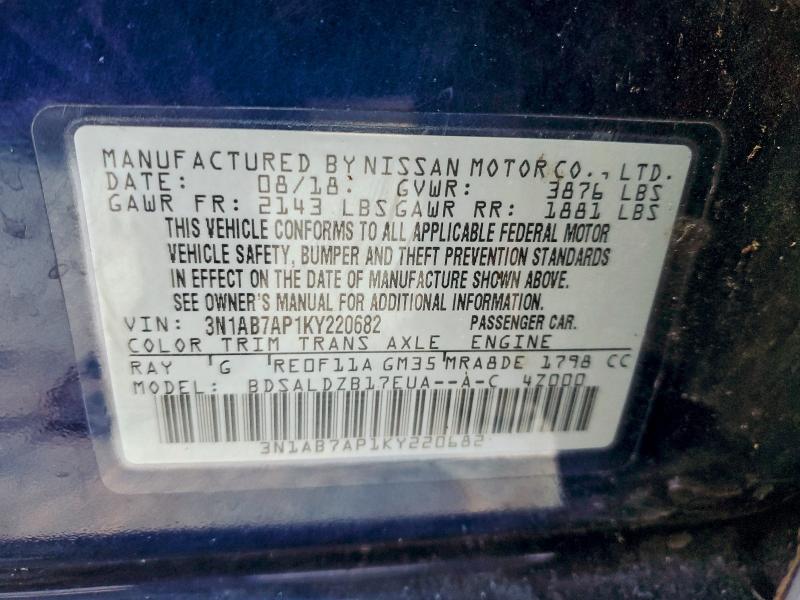 MANUFACTURED BY NISSAN MOTOR CO., LTD.
DATE: 08/18 GVWR: 3876 LBS
GAWR FR: 2143 LBS GAWR RR: 1881 LBS
THIS VEHICLE CONFORMS TO ALL APPLICABLE FEDERAL MOTOR
VEHICLE SAFETY, BUMPER AND THEFT PREVENTION STANDARDS
IN EFFECT ON THE DATE OF MANUFACTURE SHOWN ABOVE.
SEE OWNER'S MANUAL FOR ADDITIONAL INFORMATION.
VIN: 3N1AB7AP1KY220682 PASSENGER CAR.
COLOR TRIM TRANS AXLE ENGINE
RAY G RE0F11A GM35 MRA8DE 1798 CC
MODEL: BDSALDZB17EUA--A-C 4Z000
3N1AB7AP1KY220682